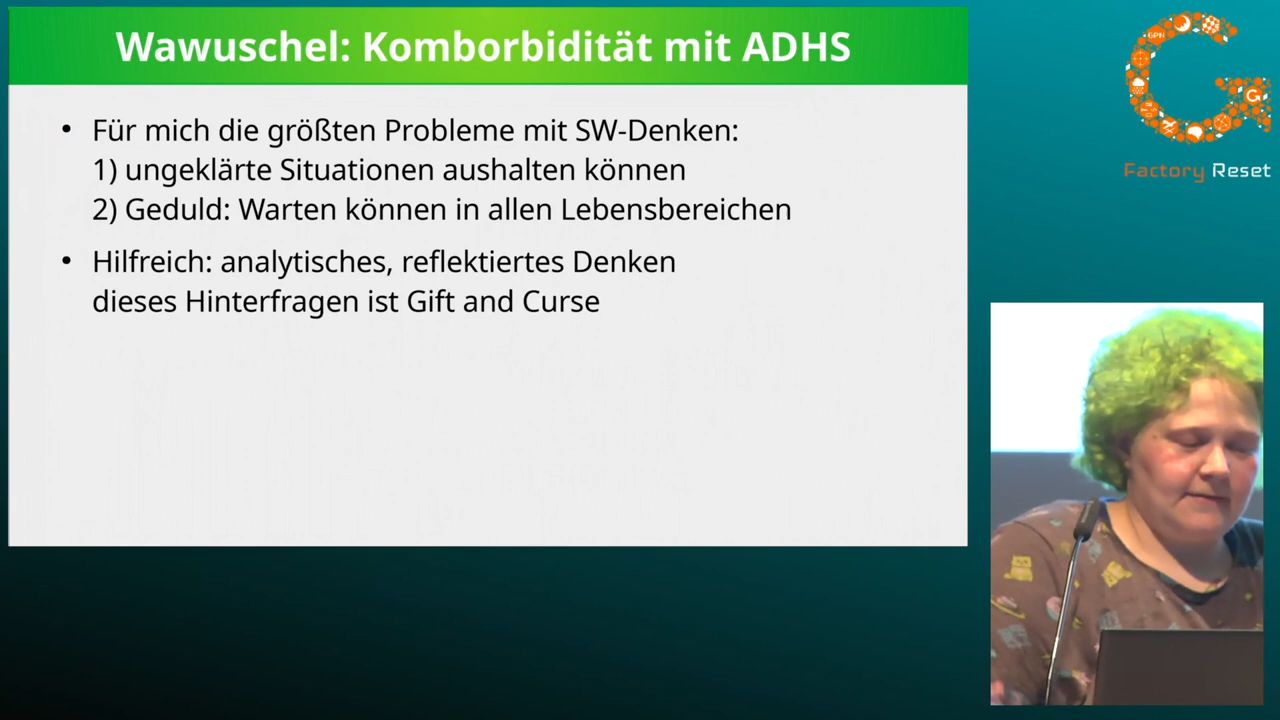 Wawuschel: Komborbidität mit ADHS
• Für mich die größten Probleme mit SW-Denken:
1) ungeklärte Situationen aushalten können
2) Geduld: Warten können in allen Lebensbereichen
• Hilfreich: analytisches, reflektiertes Denken
dieses Hinterfragen ist Gift and Curse
GPN
Factory Reset